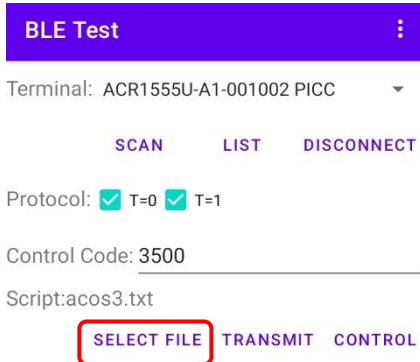 BLE Test
Terminal: ACR1555U-A1-001002 PICC
SCAN LIST DISCONNECT
Protocol: T=0 T=1
Control Code: 3500
Script:acos3.txt
SELECT FILE TRANSMIT CONTROL